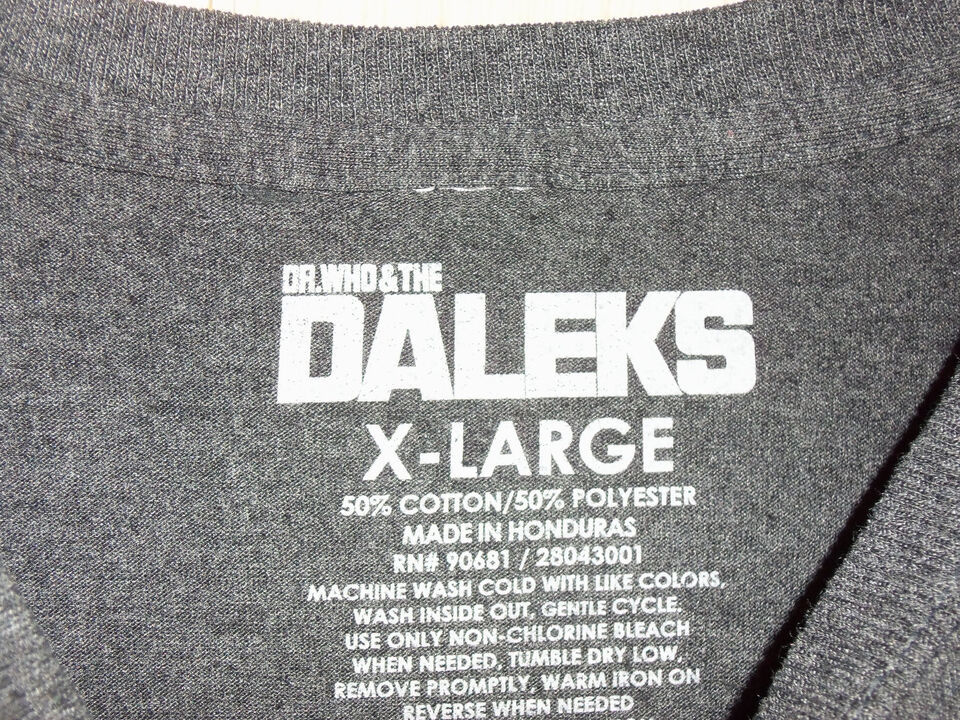 DR.WHO&THE
DALEKS
X-LARGE
50% COTTON/50% POLYESTER
MADE IN HONDURAS
RN# 90681 / 28043001
MACHINE WASH COLD WITH LIKE COLORS,
WASH INSIDE OUT, GENTLE CYCLE.
USE ONLY NON-CHLORINE BLEACH
WHEN NEEDED, TUMBLE DRY LOW,
REMOVE PROMPTLY, WARM IRON ON
REVERSE WHEN NEEDED